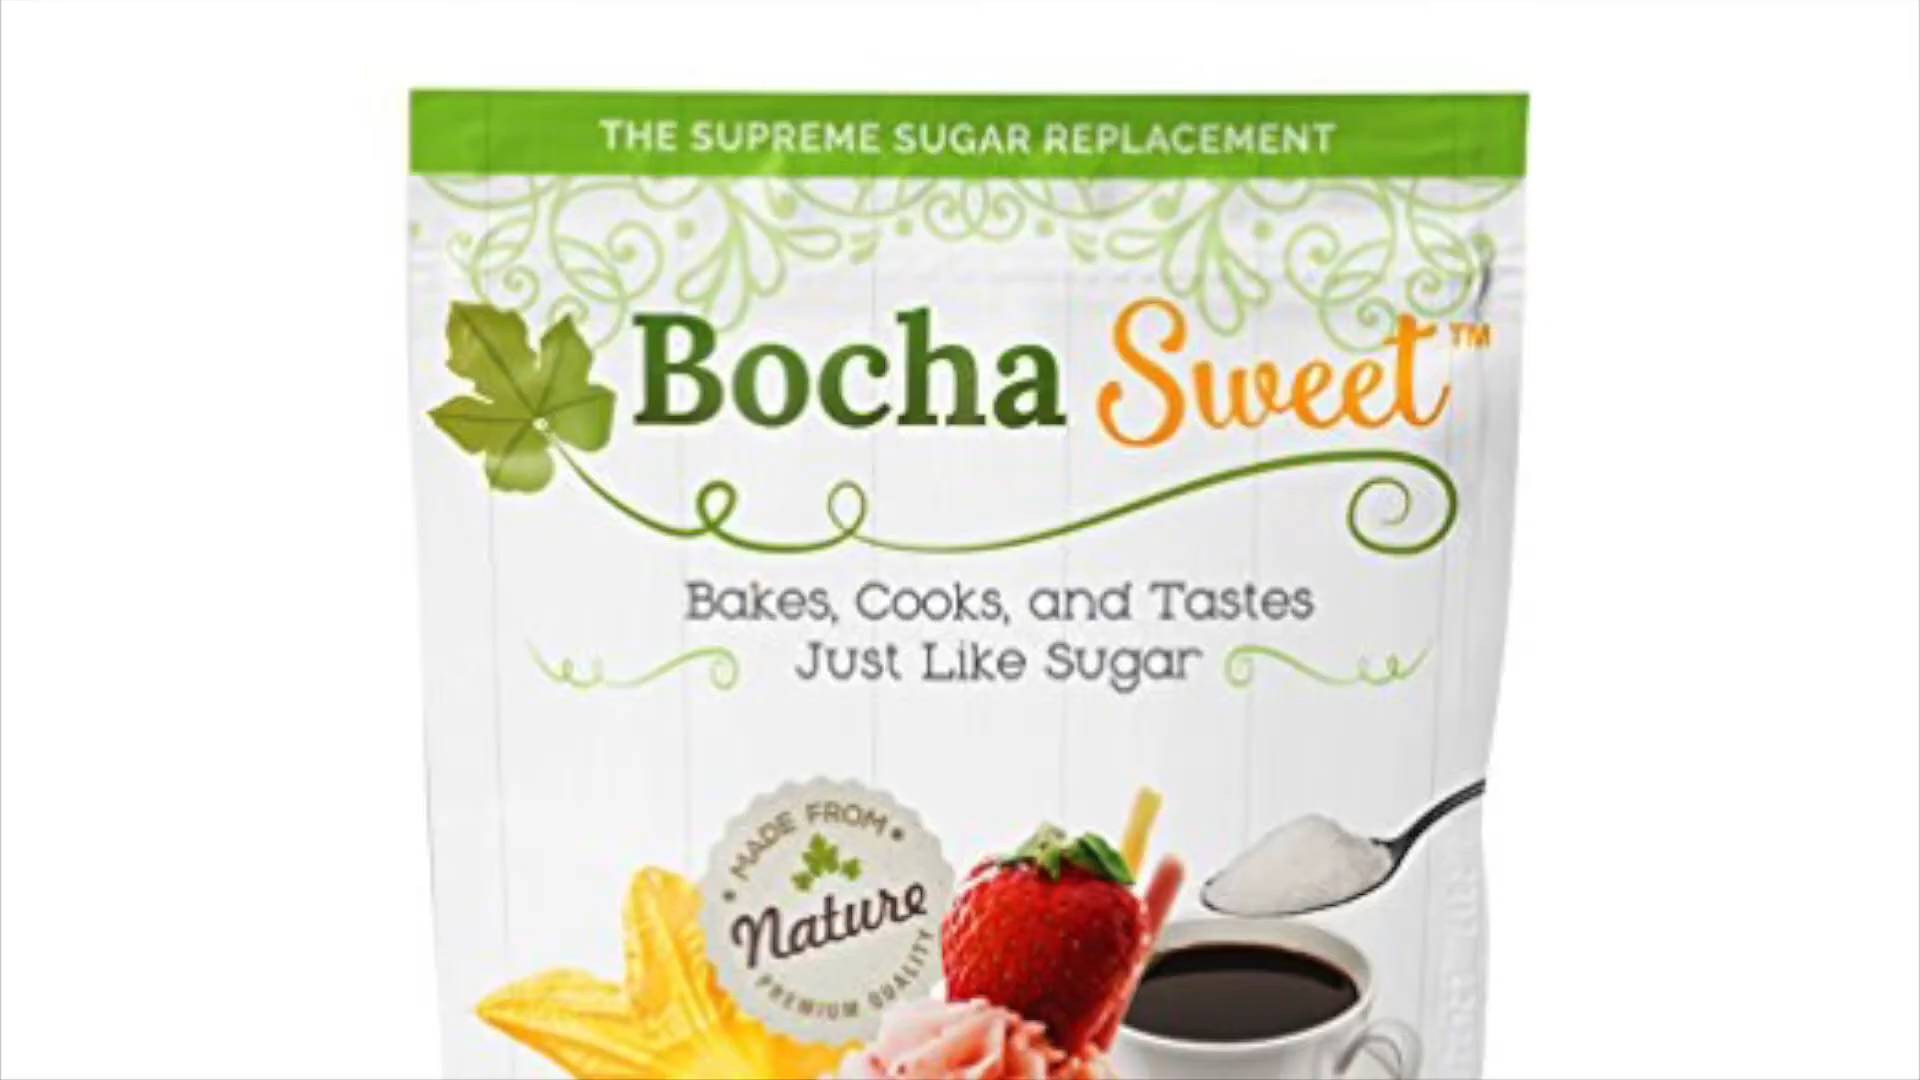 THE SUPREME SUGAR REPLACEMENT
Bocha Sweet™
Bakes, Cooks, and Tastes
Just Like Sugar
MADE FROM
Nature
PREMIUM QUALITY